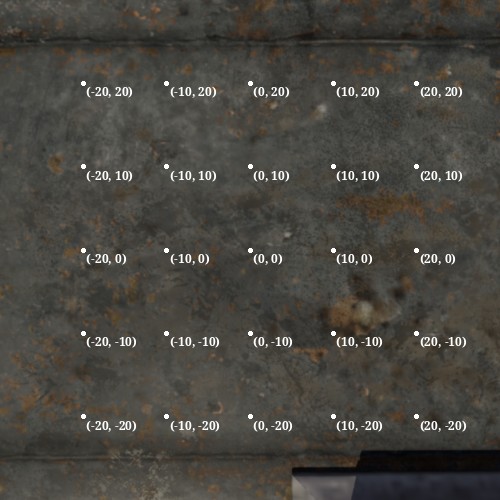 (-20, 20) (-10, 20) (0, 20) (10, 20) (20, 20)
(-20, 10) (-10, 10) (0, 10) (10, 10) (20, 10)
(-20, 0) (-10, 0) (0, 0) (10, 0) (20, 0)
(-20, -10) (-10, -10) (0, -10) (10, -10) (20, -10)
(-20, -20) (-10, -20) (0, -20) (10, -20) (20, -20)